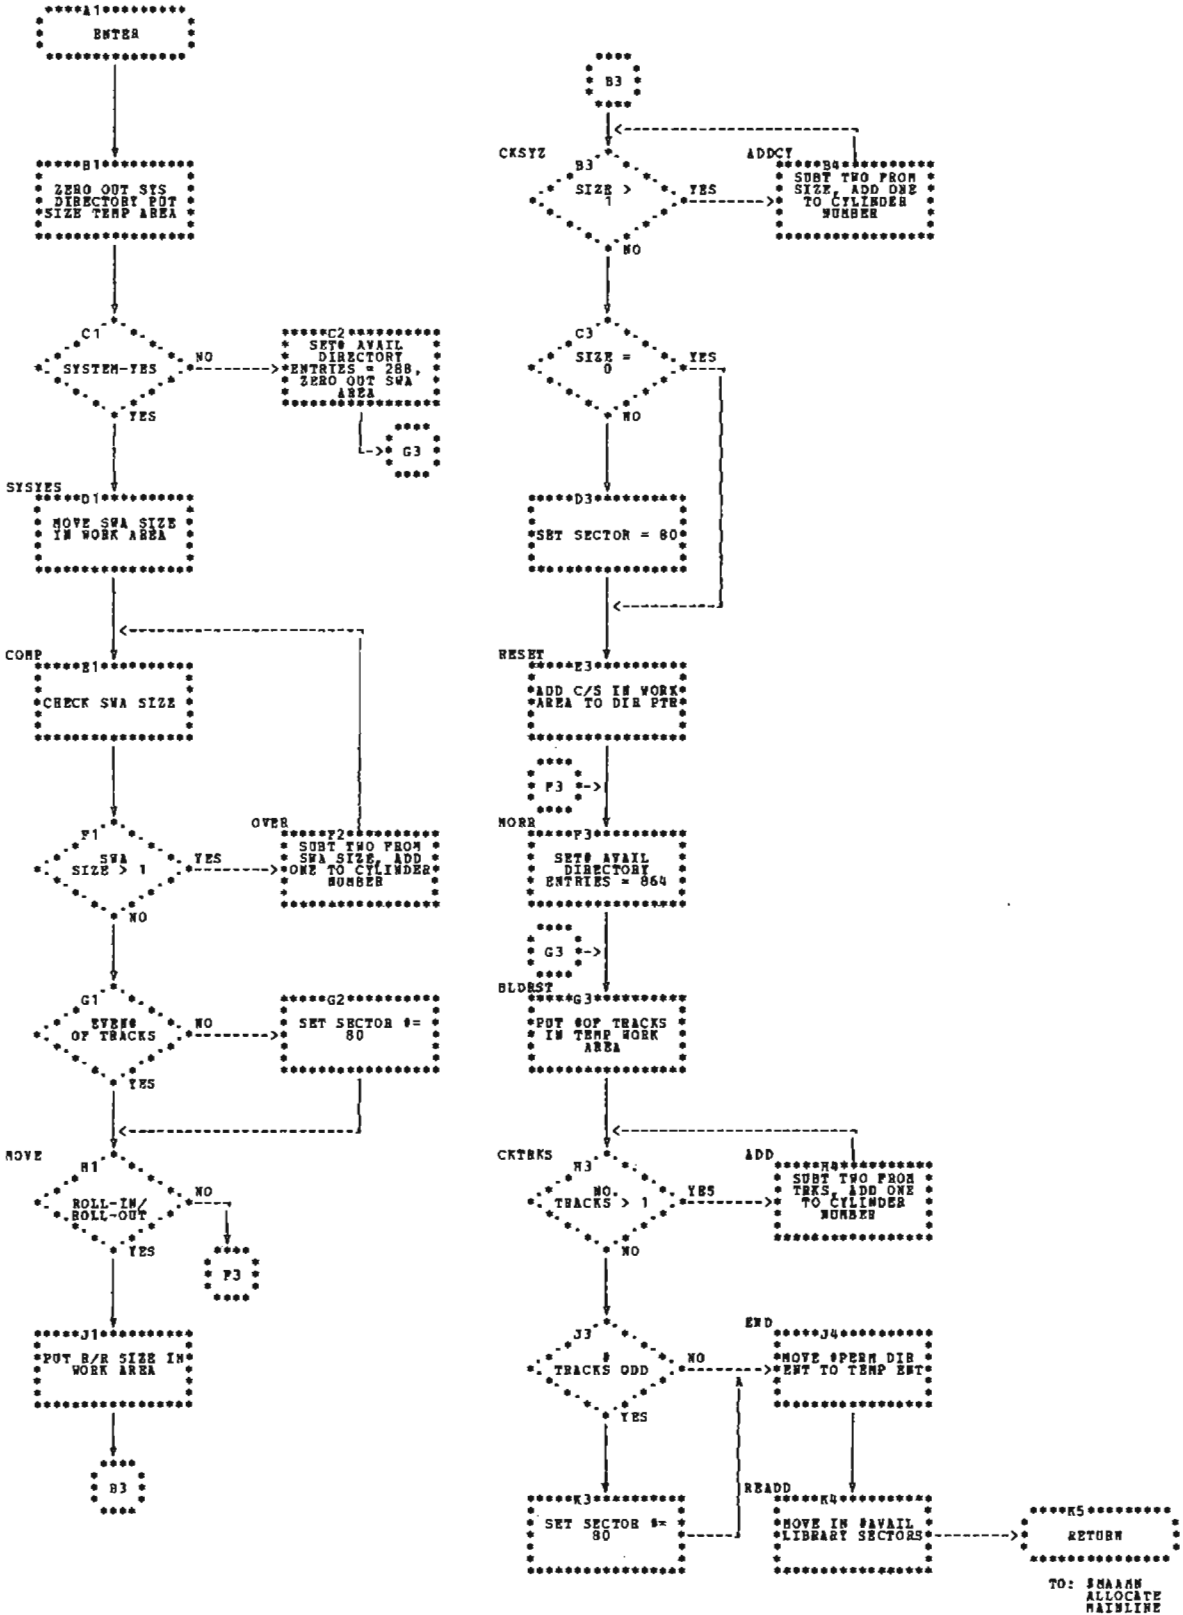 A1
ENTER
B1
ZERO OUT SYS
DIRECTORY PUT
SIZE TEMP AREA
C1
SYSTEM-YES
NO
YES
C2
SET# AVAIL
DIRECTORY
ENTRIES = 288,
ZERO OUT SWA
AREA
G3
SYSYES
D1
MOVE SWA SIZE
IN WORK AREA
COMP
E1
CHECK SWA SIZE
F1
SWA
SIZE > 1
YES
NO
OVER
F2
SUBT TWO FROM
SWA SIZE, ADD
ONE TO CYLINDER
NUMBER
G1
EVEN#
OF TRACKS
NO
YES
G2
SET SECTOR #=
80
MOVE
H1
ROLL-IN/
ROLL-OUT
NO
YES
F3
J1
PUT R/R SIZE IN
WORK AREA
B3
B3
CKSYZ
B3
SIZE >
1
YES
NO
ADDCY
B4
SUBT TWO FROM
SIZE, ADD ONE
TO CYLINDER
NUMBER
C3
SIZE =
0
YES
NO
D3
SET SECTOR = 80
RESET
E3
ADD C/S IN WORK
AREA TO DIR PTR
F3
NORR
F3
SET# AVAIL
DIRECTORY
ENTRIES = 864
G3
BLDRST
G3
PUT #OF TRACKS
IN TEMP WORK
AREA
CKTRKS
H3
NO.
TRACKS > 1
YES
NO
ADD
H4
SUBT TWO FROM
TRKS, ADD ONE
TO CYLINDER
NUMBER
J3
#
TRACKS ODD
NO
YES
END
J4
MOVE #PERM DIR
ENT TO TEMP ENT
K3
SET SECTOR #=
80
READD
K4
MOVE IN #AVAIL
LIBRARY SECTORS
K5
RETURN
TO: $MAAMN
ALLOCATE
MAINLINE